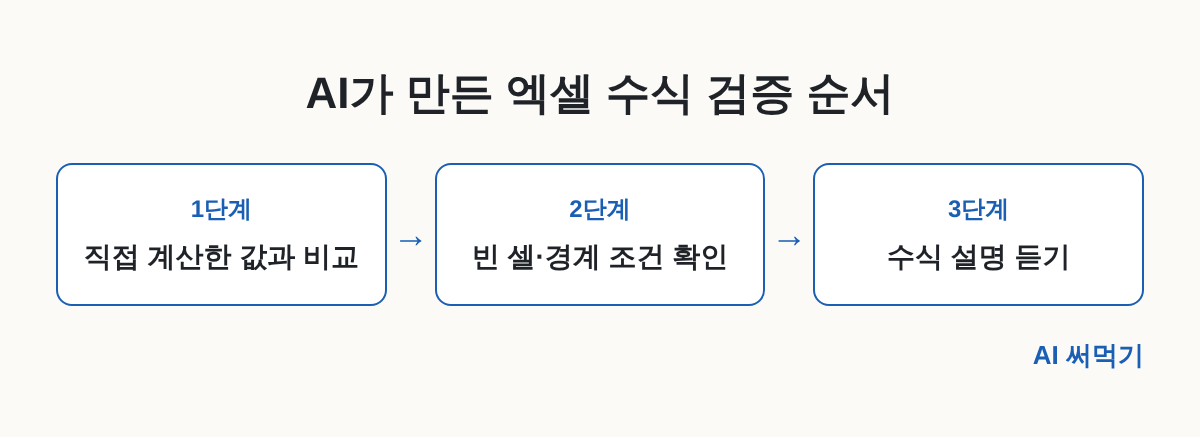 AI가 만든 엑셀 수식 검증 순서
1단계
직접 계산한 값과 비교
→
2단계
빈 셀·경계 조건 확인
→
3단계
수식 설명 듣기
AI 써먹기